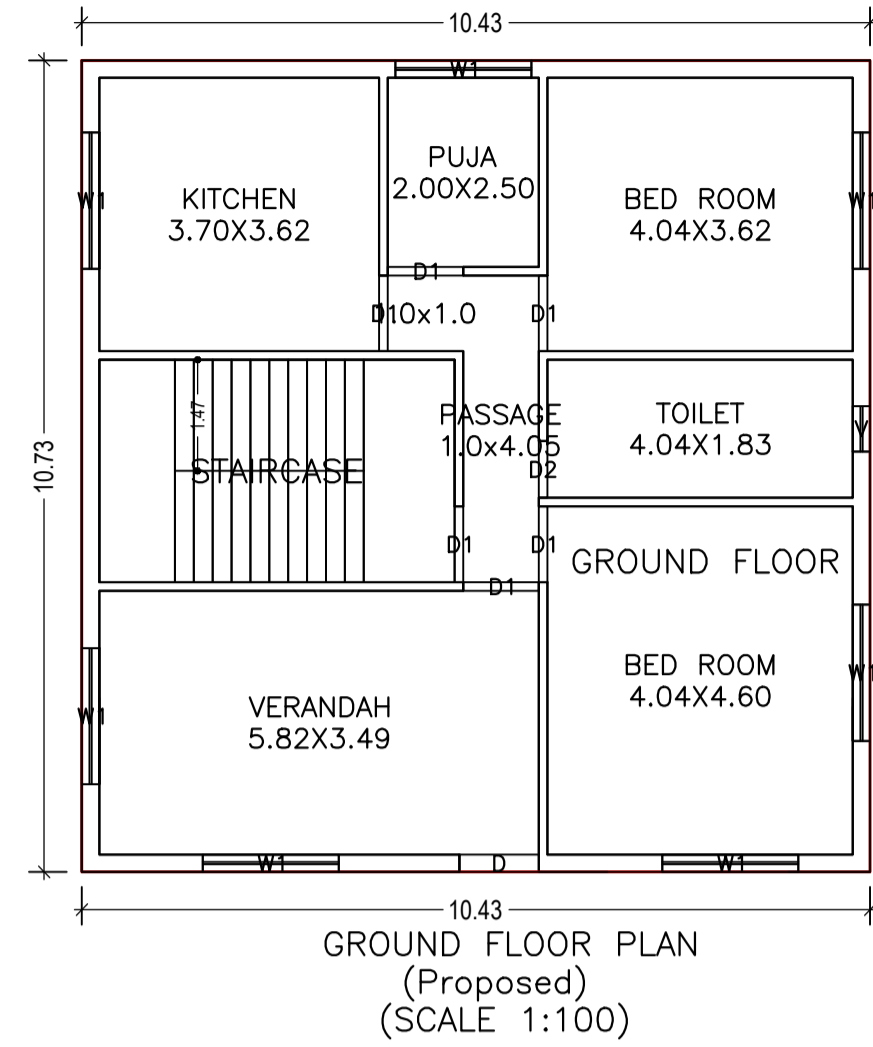 10.43
W1
PUJA
2.00X2.50
KITCHEN
3.70X3.62
BED ROOM
4.04X3.62
W1
W1
D1
D1
1.0x1.0
D1
10.73
1.47
STAIRCASE
PASSAGE
1.0x4.05
D2
TOILET
4.04X1.83
V
D1
D1
GROUND FLOOR
D1
BED ROOM
4.04X4.60
W1
VERANDAH
5.82X3.49
W1
W1
D
W1
10.43
GROUND FLOOR PLAN
(Proposed)
(SCALE 1:100)